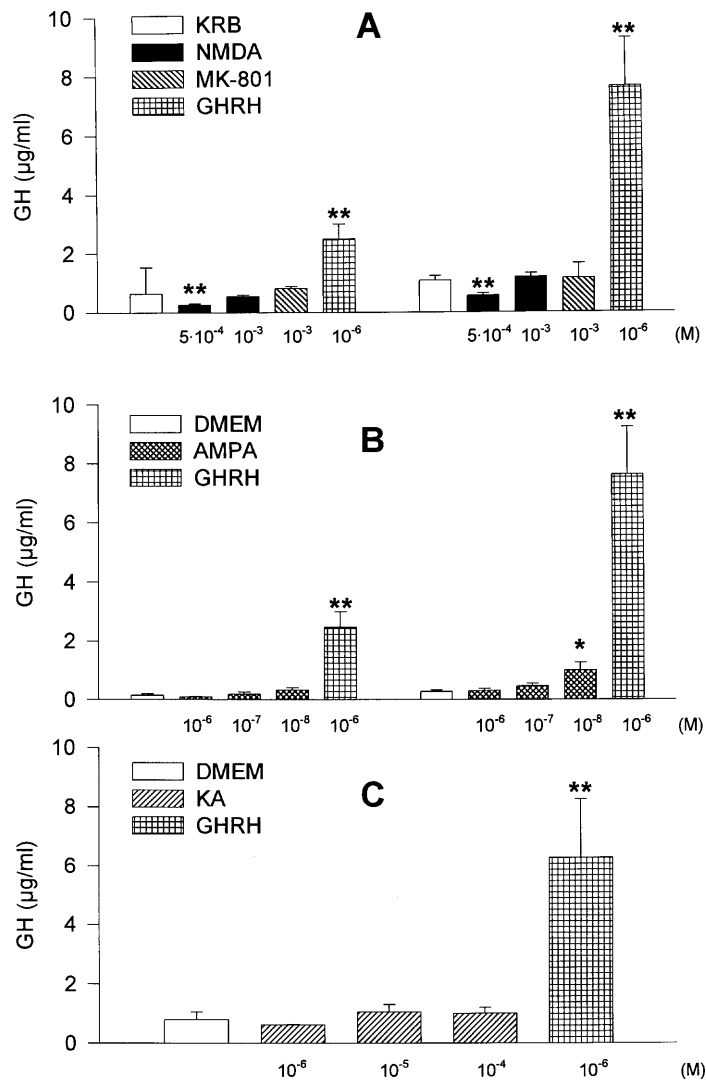 A
KRB
NMDA
MK-801
GHRH
10
8
6
4
2
0
GH (µg/ml)
**
**
**
**
5·10⁻⁴ 10⁻³ 10⁻³ 10⁻⁶ 5·10⁻⁴ 10⁻³ 10⁻³ 10⁻⁶ (M)
B
DMEM
AMPA
GHRH
10
8
6
4
2
0
GH (µg/ml)
**
*
**
10⁻⁶ 10⁻⁷ 10⁻⁸ 10⁻⁶ 10⁻⁶ 10⁻⁷ 10⁻⁸ 10⁻⁶ (M)
C
DMEM
KA
GHRH
10
8
6
4
2
0
GH (µg/ml)
**
10⁻⁶ 10⁻⁵ 10⁻⁴ 10⁻⁶ (M)